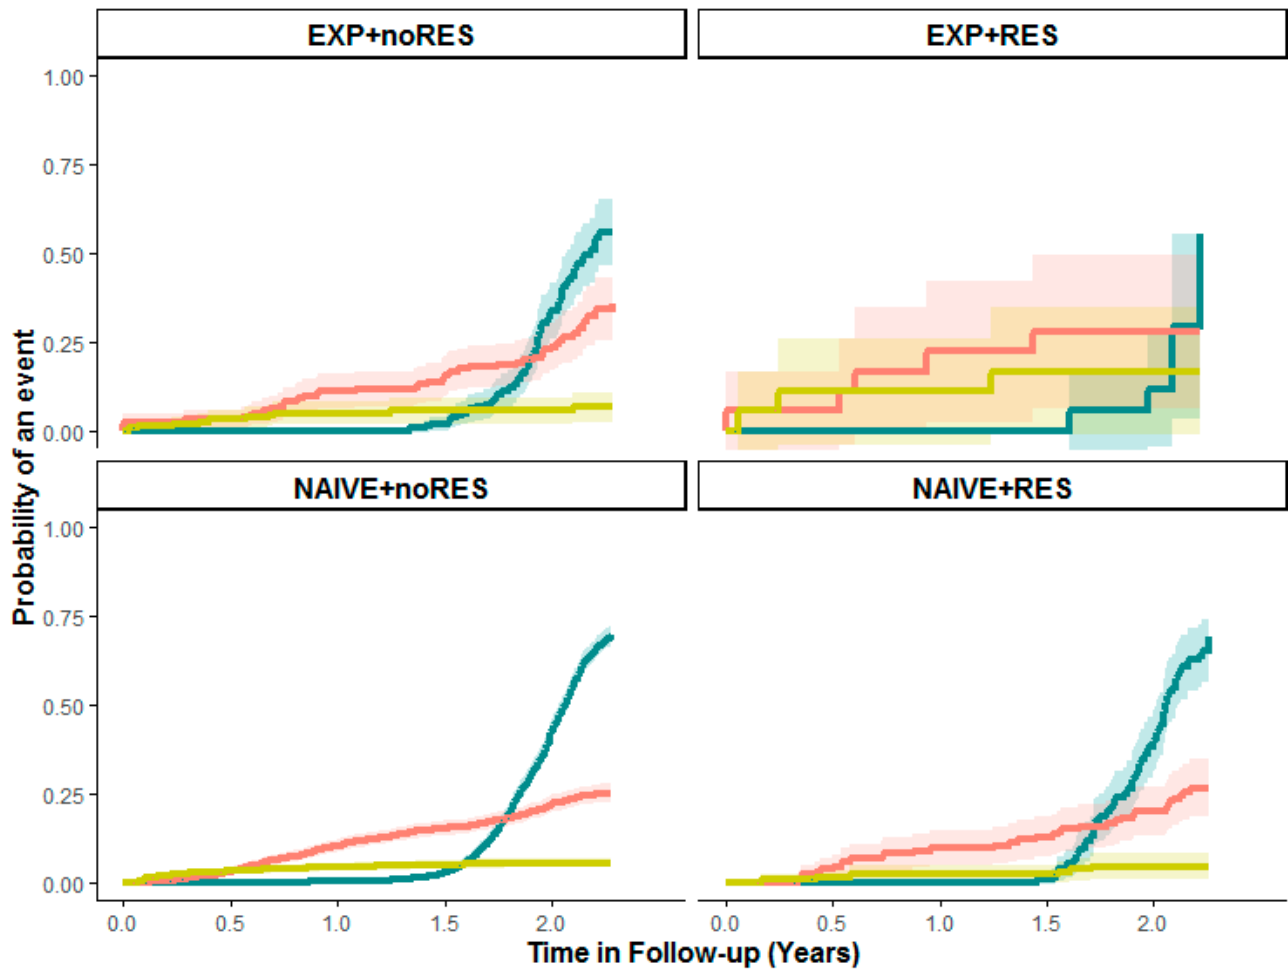 EXP+noRES
EXP+RES
1.00
0.75
0.50
0.25
0.00
NAIVE+noRES
NAIVE+RES
1.00
0.75
0.50
0.25
0.00
Probability of an event
0.0 0.5 1.0 1.5 2.0
0.0 0.5 1.0 1.5 2.0
Time in Follow-up (Years)